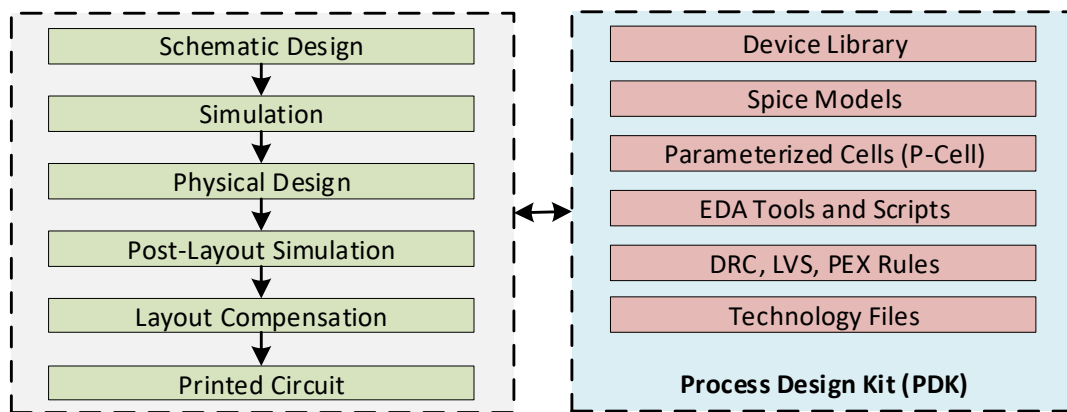 Schematic Design
Simulation
Physical Design
Post-Layout Simulation
Layout Compensation
Printed Circuit
Device Library
Spice Models
Parameterized Cells (P-Cell)
EDA Tools and Scripts
DRC, LVS, PEX Rules
Technology Files
Process Design Kit (PDK)